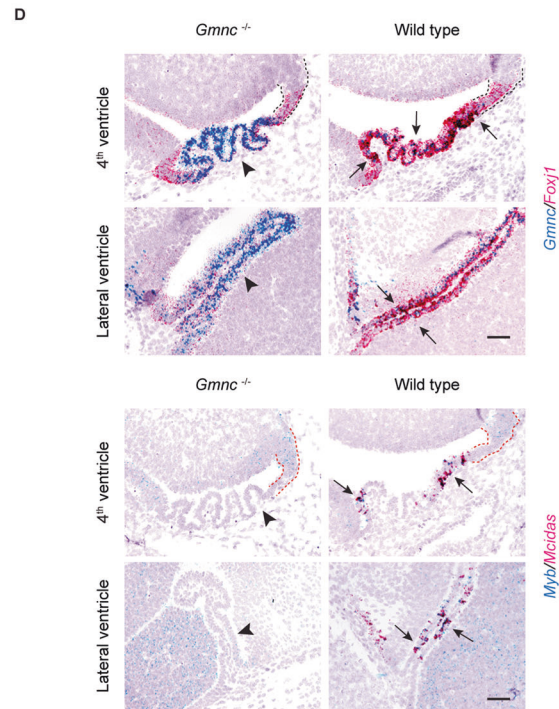 D
Gmnc -/-
Wild type
4th ventricle
Lateral ventricle
Gmnc/Foxj1
Gmnc -/-
Wild type
4th ventricle
Lateral ventricle
Myb/Mcidas